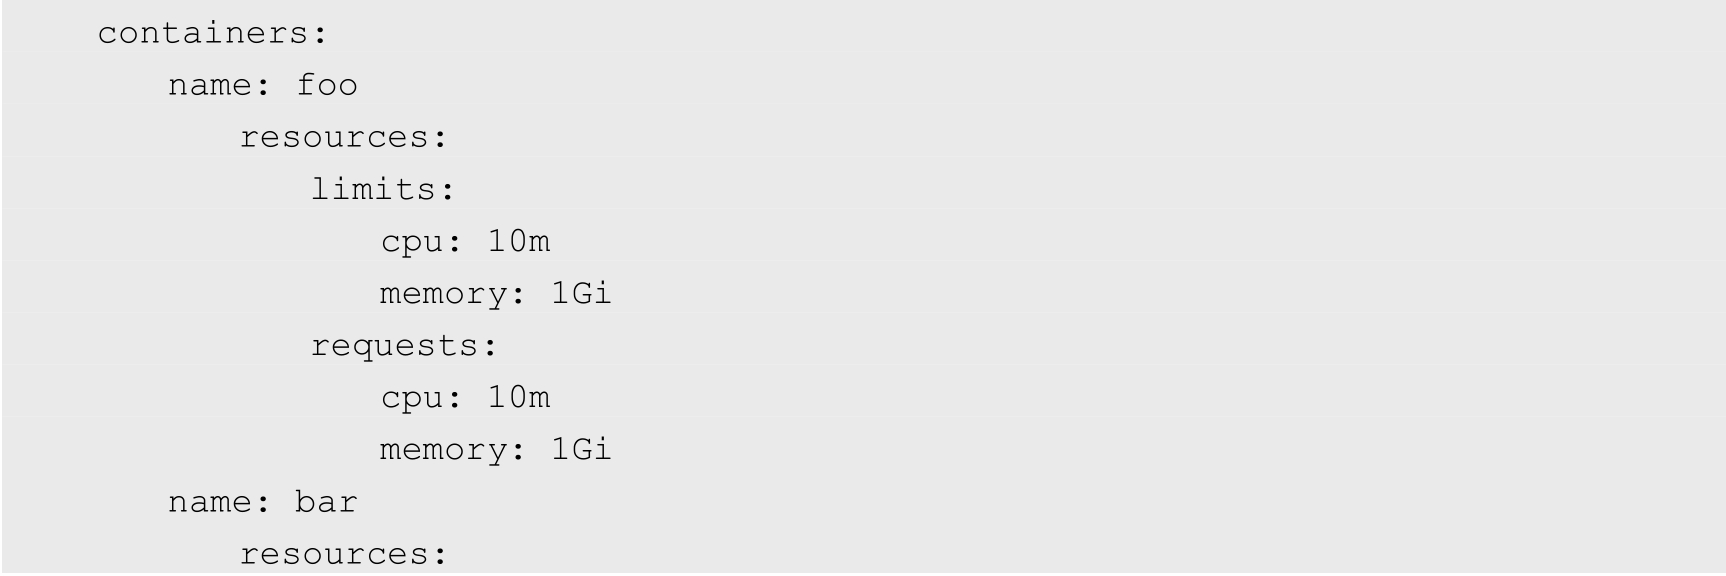 containers:
name: foo
resources:
limits:
cpu: 10m
memory: 1Gi
requests:
cpu: 10m
memory: 1Gi
name: bar
resources: